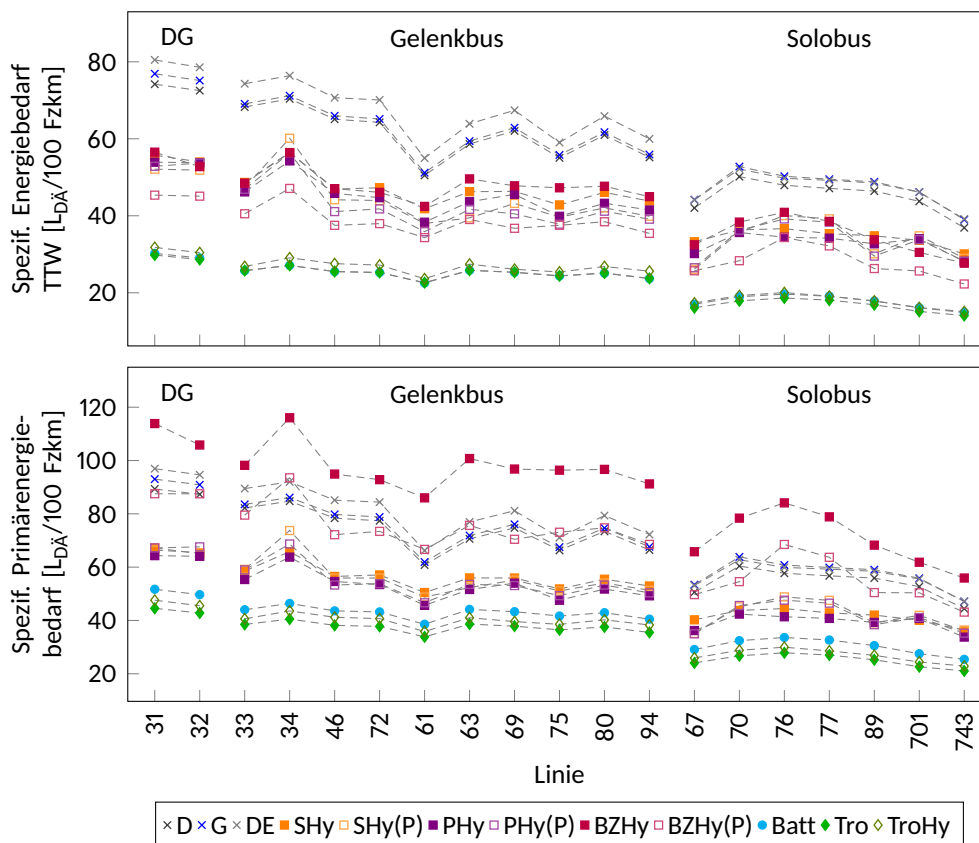 DG Gelenkbus Solobus
80
60
40
20
Spezif. Energiebedarf
TTW [L_DÄ/100 Fzkm]
DG Gelenkbus Solobus
120
100
80
60
40
20
Spezif. Primärenergie-
bedarf [L_DÄ/100 Fzkm]
31 32 33 34 46 72 61 63 69 75 80 94 67 70 76 77 89 701 743
Linie
D G DE SHy SHy(P) PHy PHy(P) BZHy BZHy(P) Batt Tro TroHy